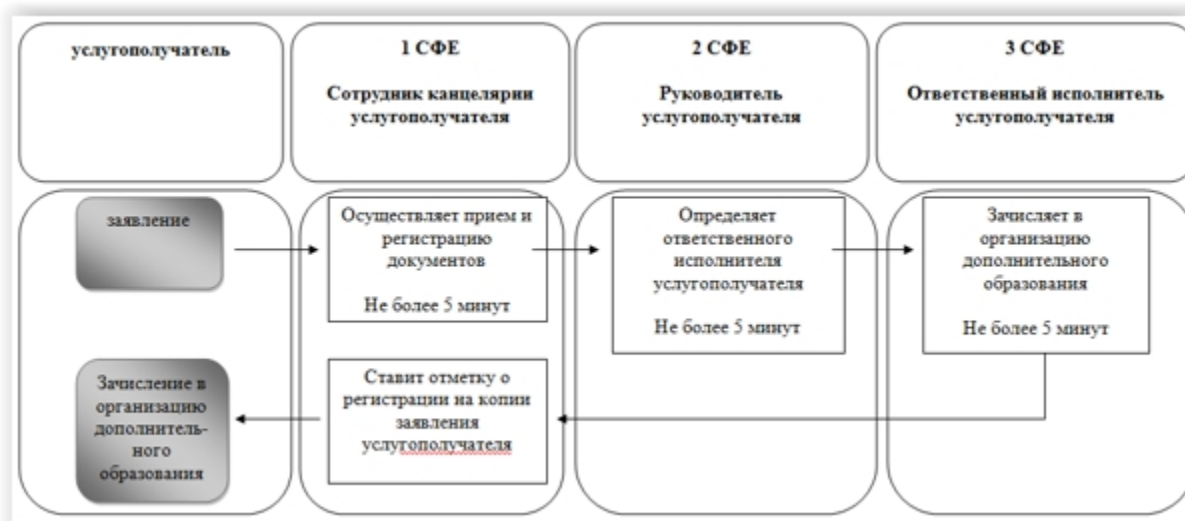 услугополучатель
1 СФЕ
Сотрудник канцелярии
услугополучателя
2 СФЕ
Руководитель
услугополучателя
3 СФЕ
Ответственный исполнитель
услугополучателя
заявление
Осуществляет прием и
регистрацию
документов
Не более 5 минут
Определяет
ответственного
исполнителя
услугополучателя
Не более 5 минут
Зачисляет в
организацию
дополнительного
образования
Не более 5 минут
Зачисление в
организацию
дополнитель-
ного
образования
Ставит отметку о
регистрации на копии
заявления
услугополучателя